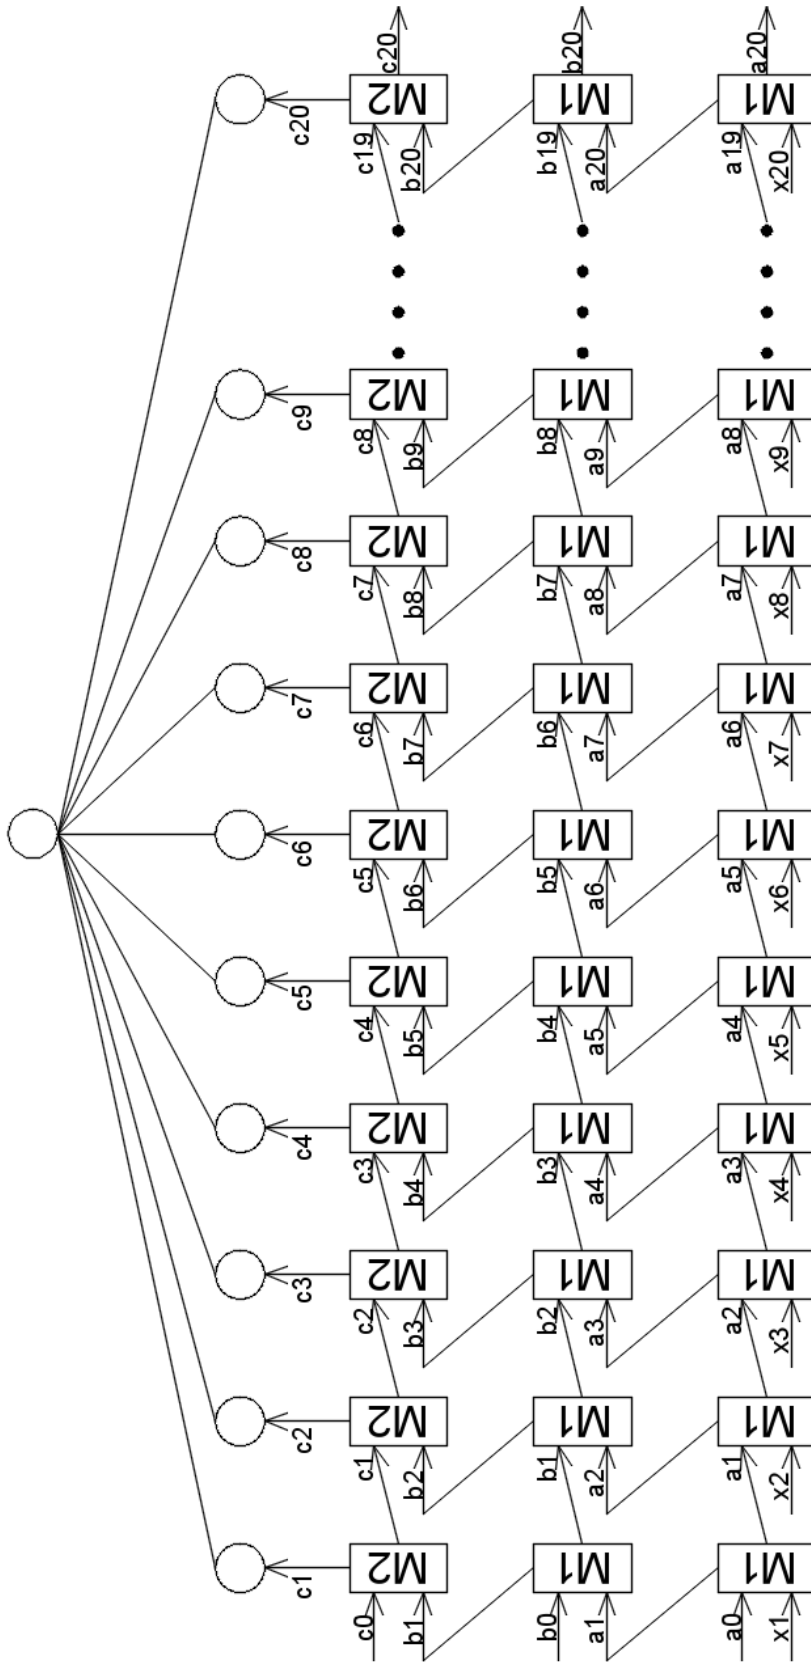 c1 c2 c3 c4 c5 c6 c7 c8 c9 c20
c0 c1 c2 c3 c4 c5 c6 c7 c8 c19
M2 M2 M2 M2 M2 M2 M2 M2 M2 M2 c20
b1 b2 b3 b4 b5 b6 b7 b8 b9 b20
b0 b1 b2 b3 b4 b5 b6 b7 b8 b19
M1 M1 M1 M1 M1 M1 M1 M1 M1 M1 b20
a1 a2 a3 a4 a5 a6 a7 a8 a9 a20
a0 a1 a2 a3 a4 a5 a6 a7 a8 a19
M1 M1 M1 M1 M1 M1 M1 M1 M1 M1 a20
x1 x2 x3 x4 x5 x6 x7 x8 x9 x20